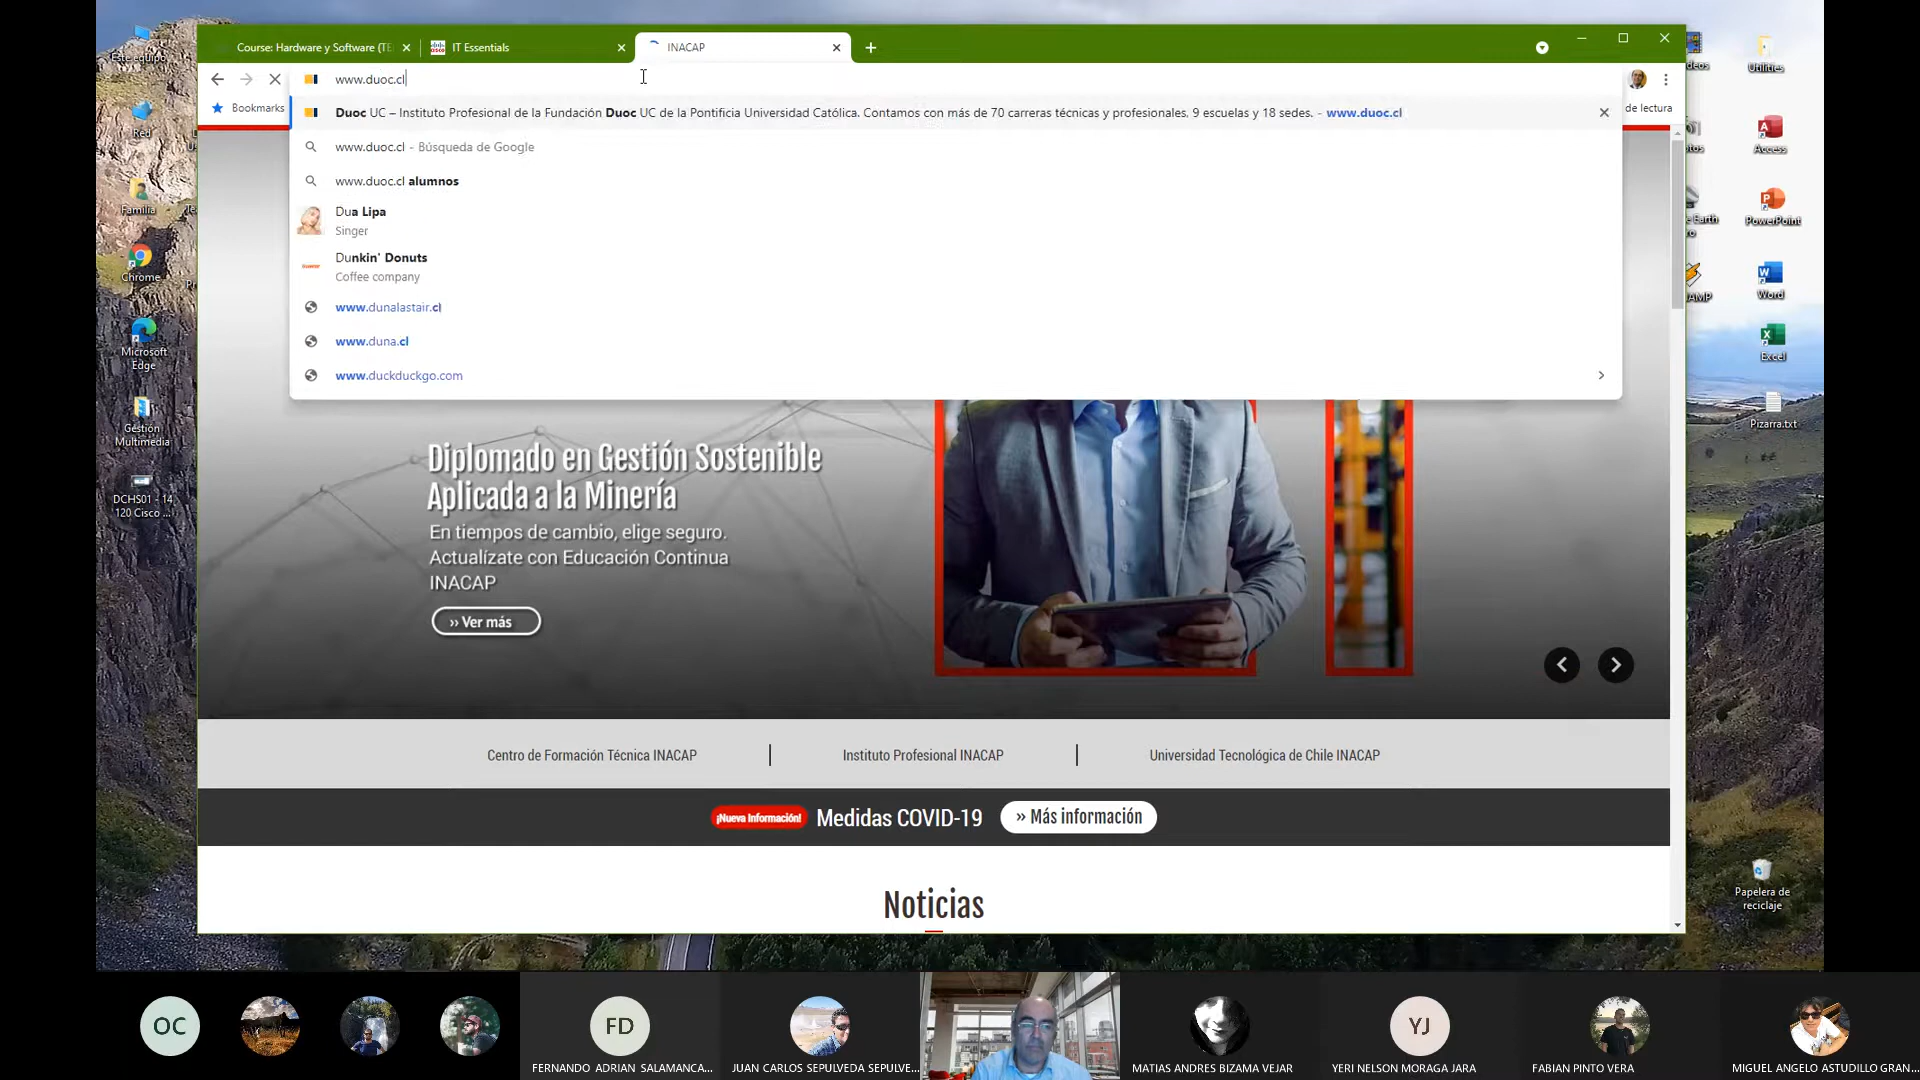 Course: Hardware y Software (TE
IT Essentials
INACAP
www.duoc.cl
Bookmarks
de lectura
Duoc UC – Instituto Profesional de la Fundación Duoc UC de la Pontificia Universidad Católica. Contamos con más de 70 carreras técnicas y profesionales, 9 escuelas y 18 sedes. - www.duoc.cl
www.duoc.cl - Búsqueda de Google
www.duoc.cl alumnos
Dua Lipa
Singer
Dunkin' Donuts
Coffee company
www.dunalastair.cl
www.duna.cl
www.duckduckgo.com
Diplomado en Gestión Sostenible
Aplicada a la Minería
En tiempos de cambio, elige seguro.
Actualízate con Educación Continua
INACAP
›› Ver más
Centro de Formación Técnica INACAP
Instituto Profesional INACAP
Universidad Tecnológica de Chile INACAP
¡Nueva Información!
Medidas COVID-19
» Más información
Noticias
Este equipo
Red
Familia
Chrome
Microsoft
Edge
Gestión
Multimedia
DCHS01 - 14
120 Cisco ...
Utilities
Access
PowerPoint
Word
Excel
Pizarra.txt
Papelera de
reciclaje
OC
FD
FERNANDO ADRIAN SALAMANCA...
JUAN CARLOS SEPULVEDA SEPULVE...
MATIAS ANDRES BIZAMA VEJAR
YJ
YERI NELSON MORAGA JARA
FABIAN PINTO VERA
MIGUEL ANGELO ASTUDILLO GRAN...